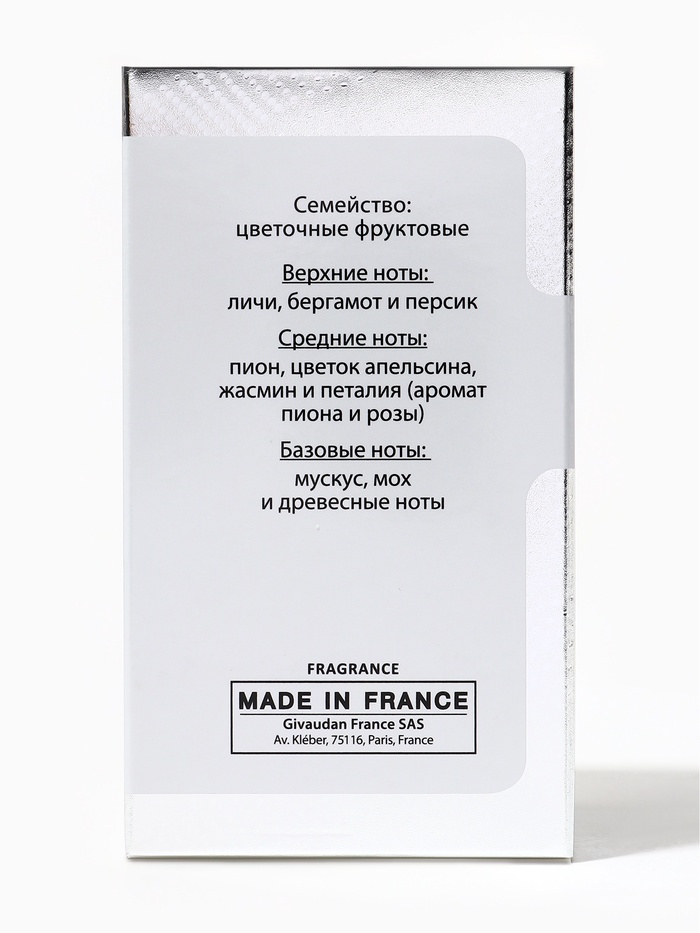 Семейство:
цветочные фруктовые
Верхние ноты:
личи, бергамот и персик
Средние ноты:
пион, цветок апельсина,
жасмин и петалия (аромат
пиона и розы)
Базовые ноты:
мускус, мох
и древесные ноты
FRAGRANCE
MADE IN FRANCE
Givaudan France SAS
Av. Kléber, 75116, Paris, France